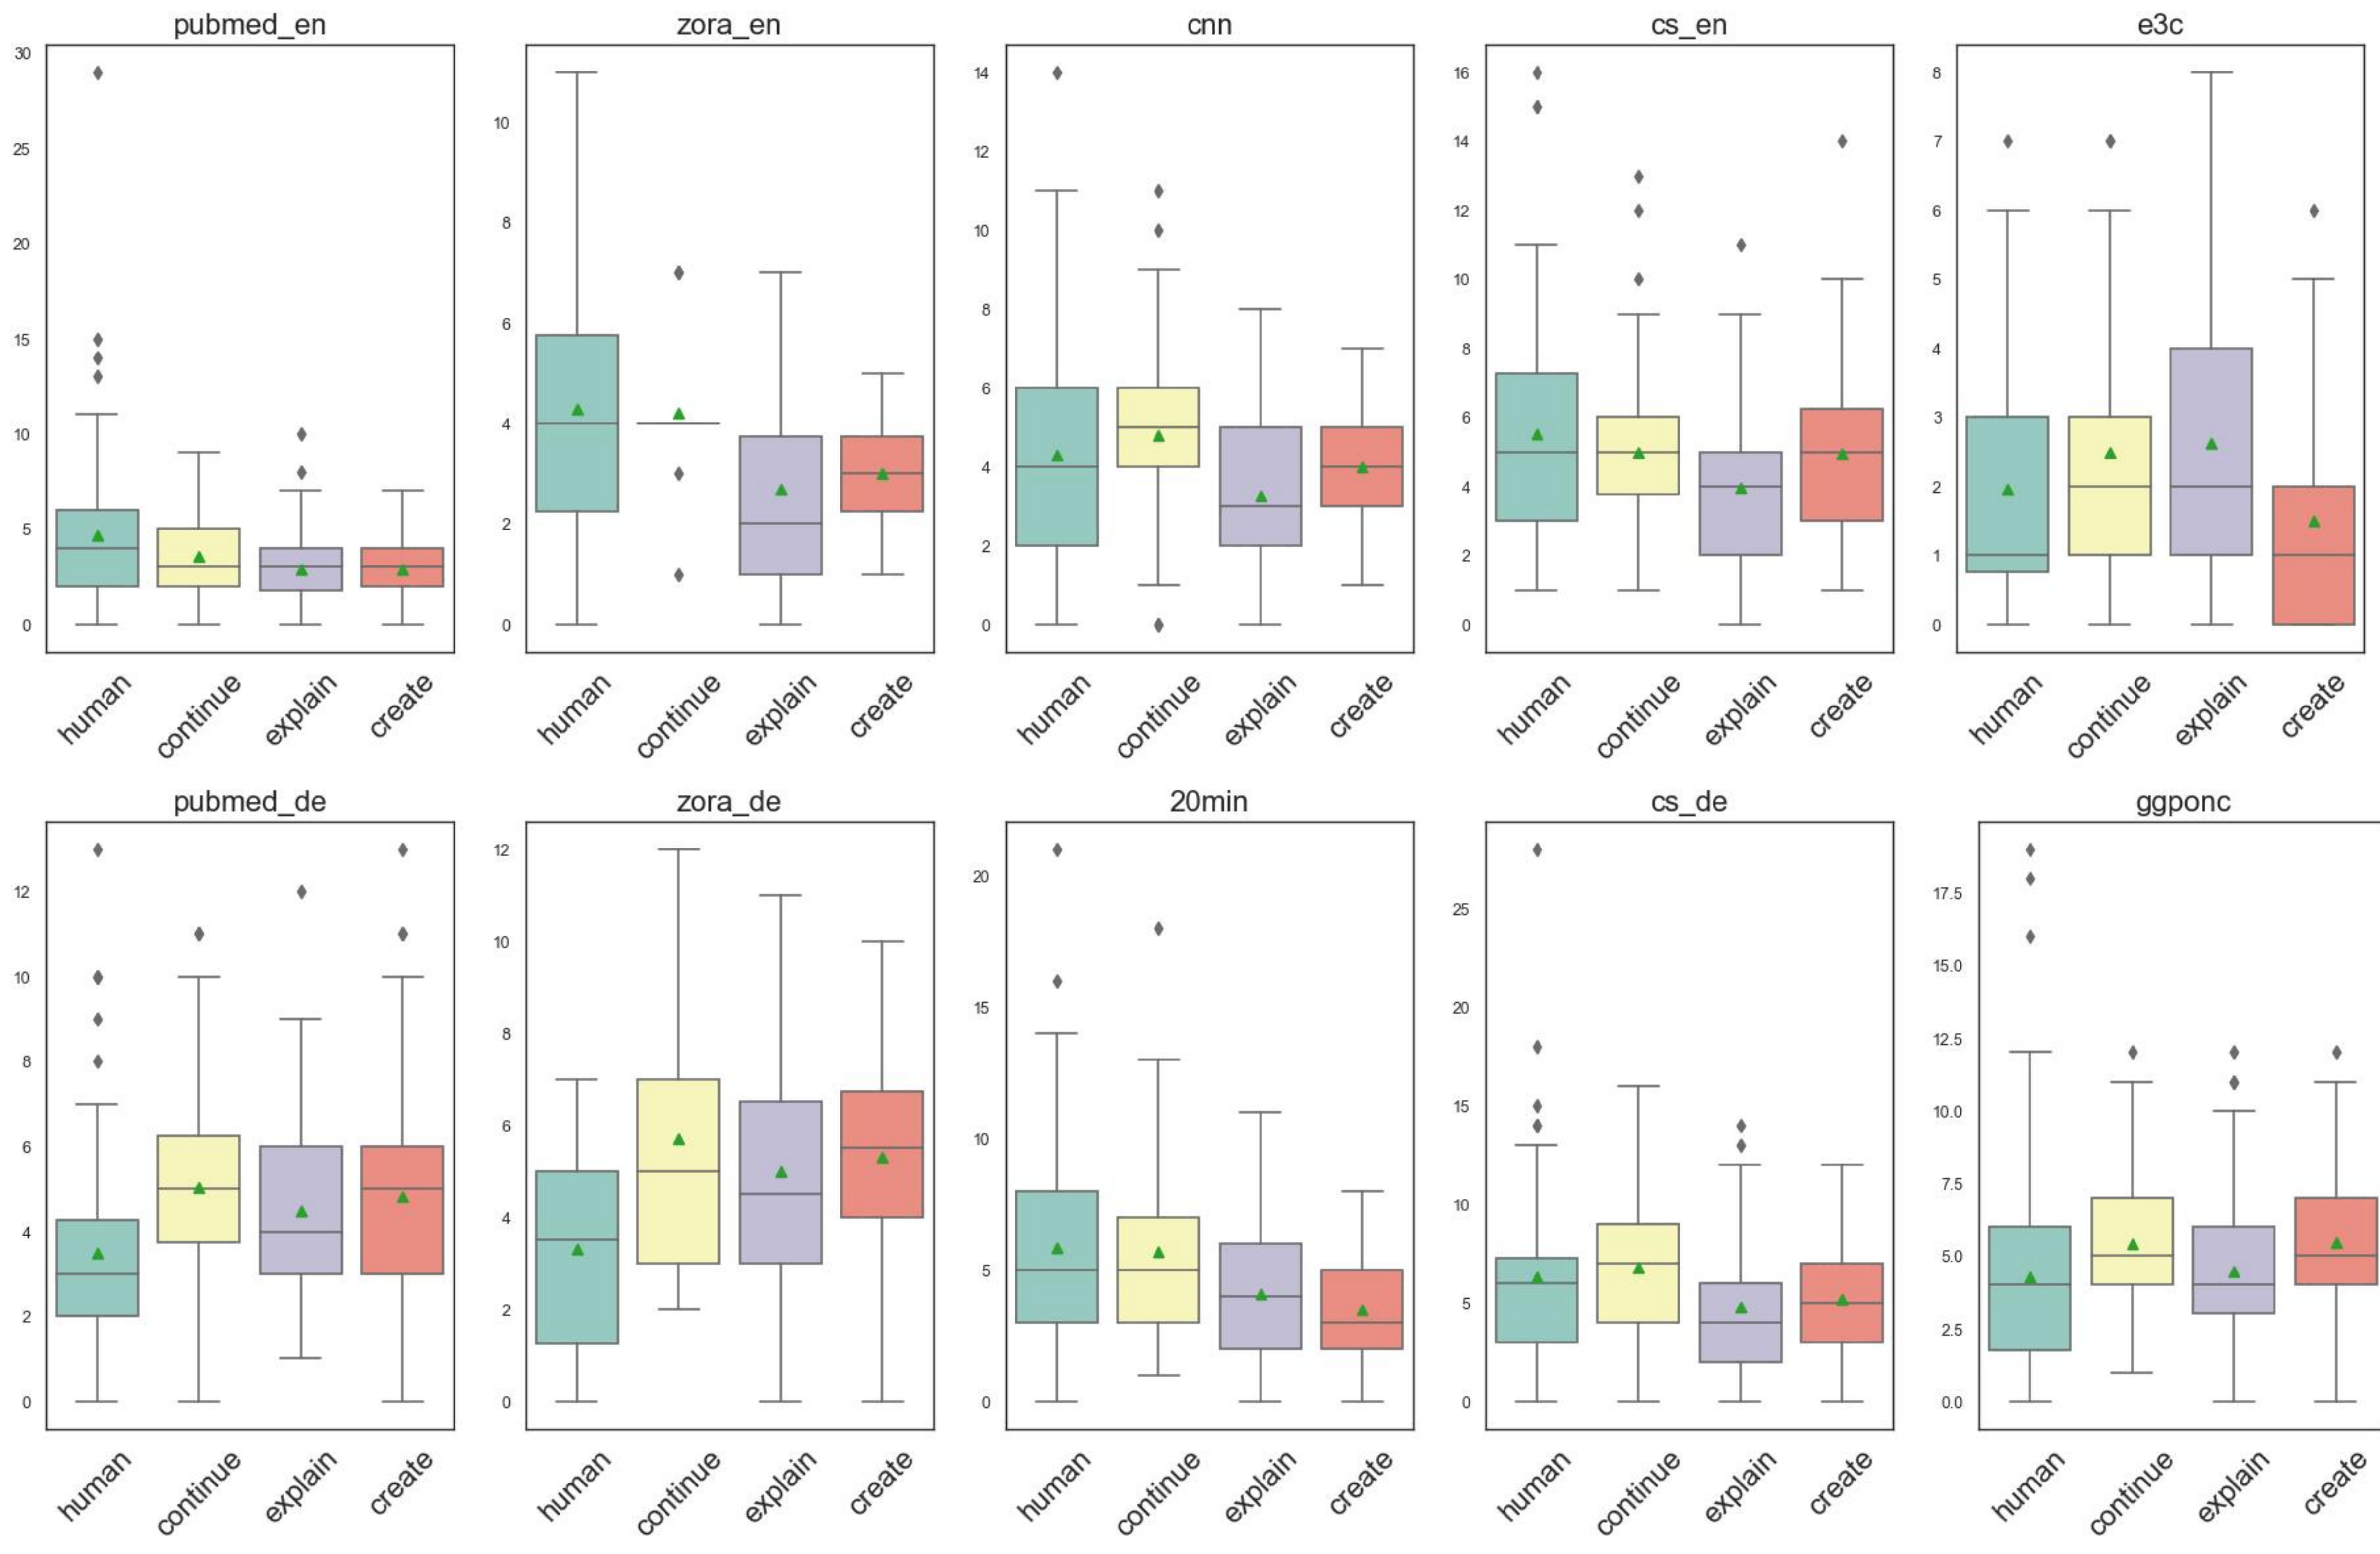 pubmed_en
30
25
20
15
10
5
0
human
continue
explain
create
zora_en
10
8
6
4
2
0
human
continue
explain
create
cnn
14
12
10
8
6
4
2
0
human
continue
explain
create
cs_en
16
14
12
10
8
6
4
2
0
human
continue
explain
create
e3c
8
7
6
5
4
3
2
1
0
human
continue
explain
create
pubmed_de
12
10
8
6
4
2
0
human
continue
explain
create
zora_de
12
10
8
6
4
2
0
human
continue
explain
create
20min
20
15
10
5
0
human
continue
explain
create
cs_de
25
20
15
10
5
0
human
continue
explain
create
ggponc
17.5
15.0
12.5
10.0
7.5
5.0
2.5
0.0
human
continue
explain
create